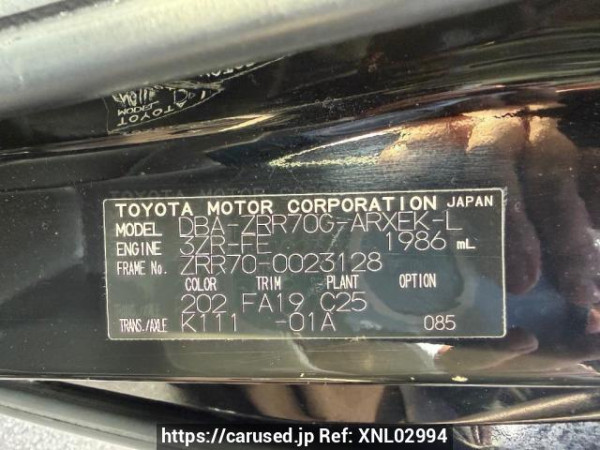 TOYOTA MOTOR CORPORATION JAPAN
MODEL DBA-ZRR70G-ARXEK-L
ENGINE 3ZR-FE 1986 mL
FRAME No. ZRR70-0023128
COLOR TRIM PLANT OPTION
202 FA19 C25
TRANS./AXLE K111 -01A 085
https://carused.jp Ref: XNL02994